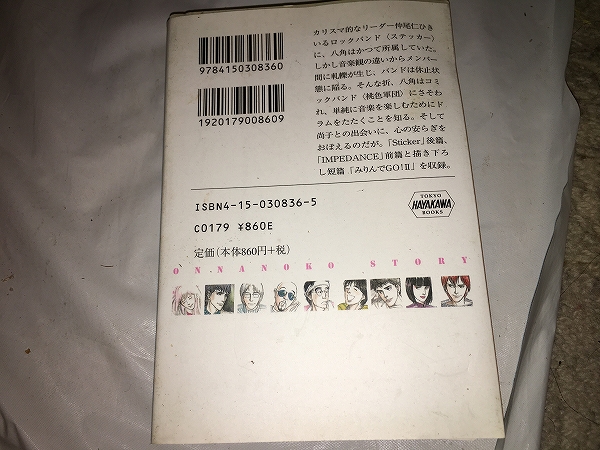 カリスマ的なリーダー仲尾仁ひき
いるロックバンド〈ステッカー〉
に、八角はかつて所属していた。
しかし音楽観の違いからメンバー
間に軋轢が生じ、バンドは休止状
態に陥る。そんな折、八角はコミ
ックバンド〈桃色軍団〉にさそわ
れ、単純に音楽を楽しむためにド
ラムをたたくことを知る。そして
尚子との出会いに、心の安らぎを
おぼえるのだが。「Sticker」後篇、
「IMPEDANCE」前篇と描き下ろ
し短篇「みりんでGO!II」を収録。
9784150308360
1920179008609
ISBN4-15-030836-5
C0179 ¥860E
定価(本体860円+税)
TOKYO
HAYAKAWA
BOOKS
ONNANOKO STORY